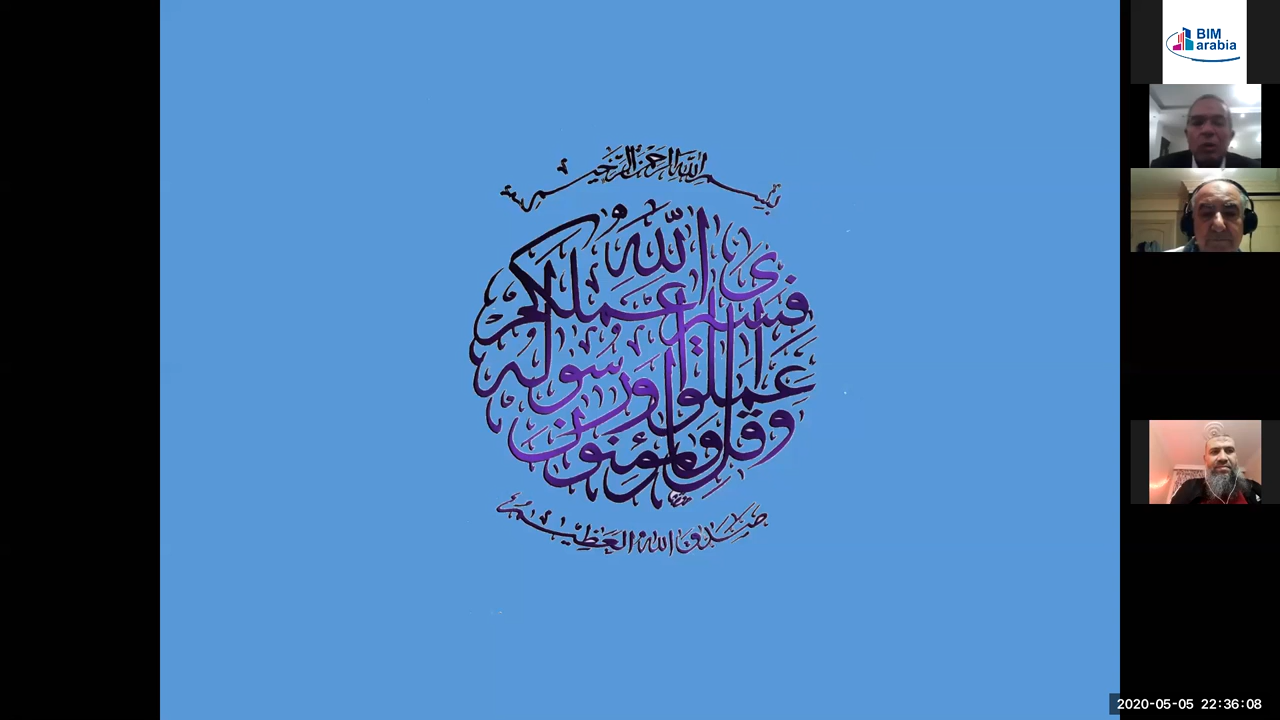 بسم الله الرحمن الرحيم
وقل اعملوا فسيرى الله عملكم ورسوله والمؤمنون
صدق الله العظيم
BIM
arabia
2020-05-05 22:36:08